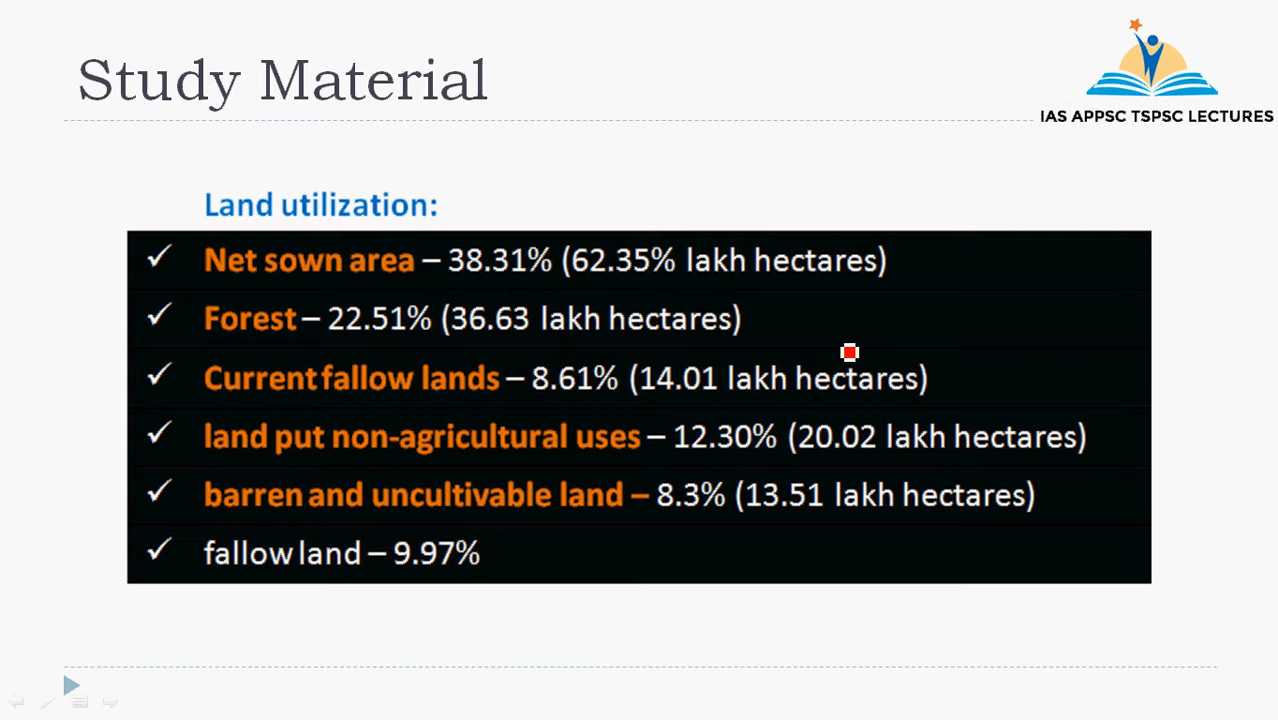 Study Material
IAS APPSC TSPSC LECTURES
Land utilization:
✓ Net sown area – 38.31% (62.35% lakh hectares)
✓ Forest – 22.51% (36.63 lakh hectares)
✓ Current fallow lands – 8.61% (14.01 lakh hectares)
✓ land put non-agricultural uses – 12.30% (20.02 lakh hectares)
✓ barren and uncultivable land – 8.3% (13.51 lakh hectares)
✓ fallow land – 9.97%